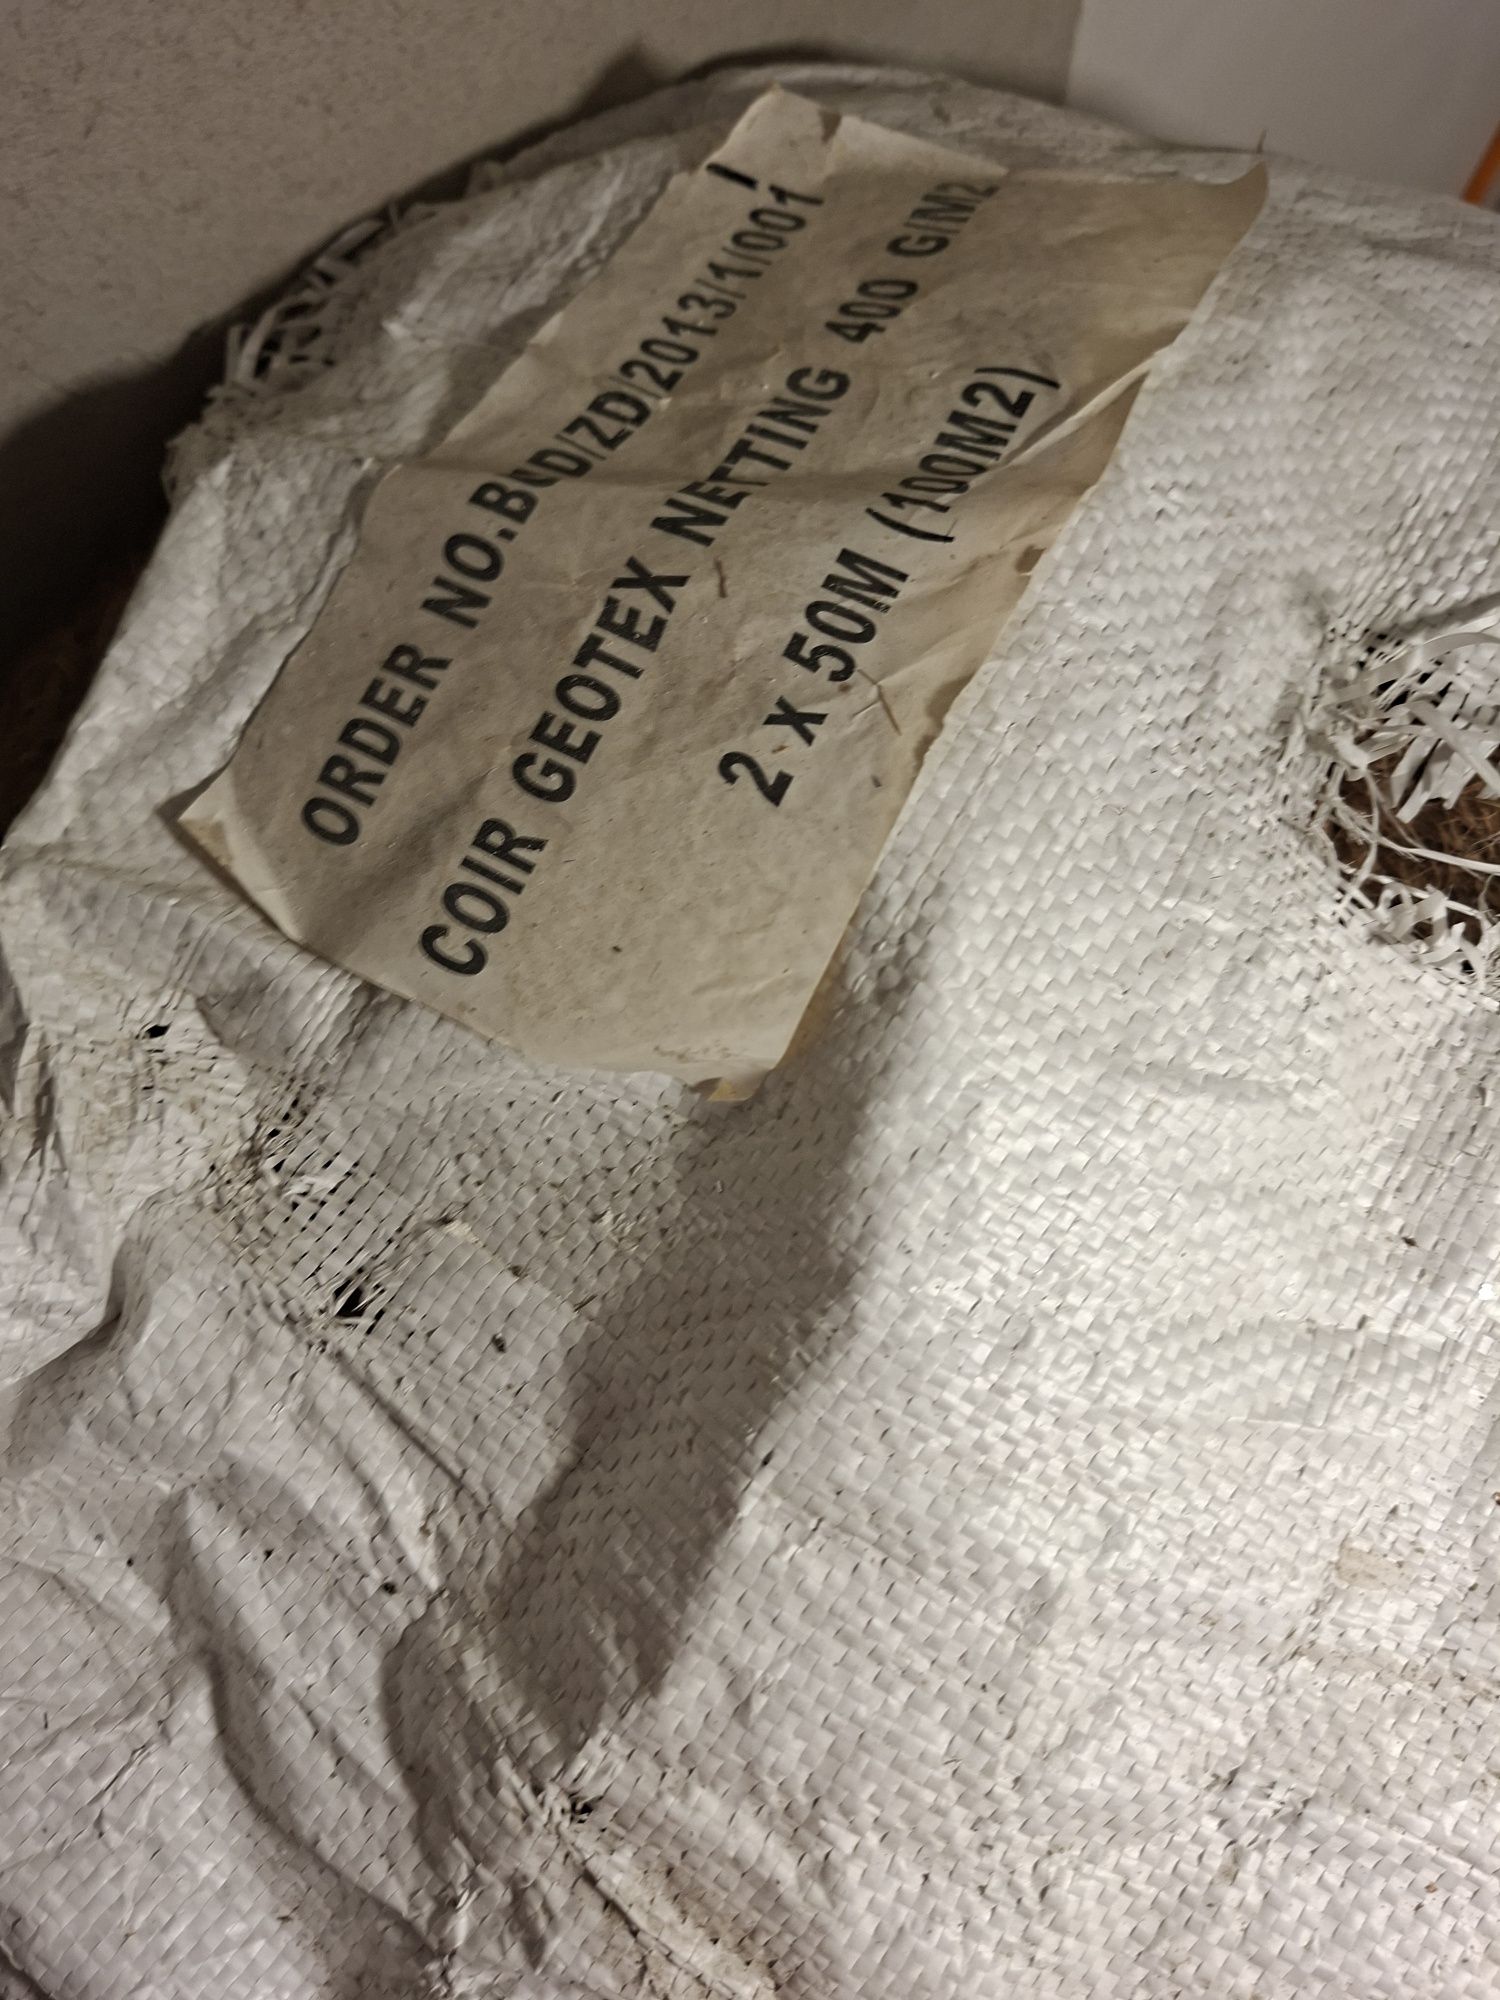 ORDER NO.BUD/ZD/2013/1/001
COIR GEOTEX NETTING 400 G/M2
2 x 50M (100M2)